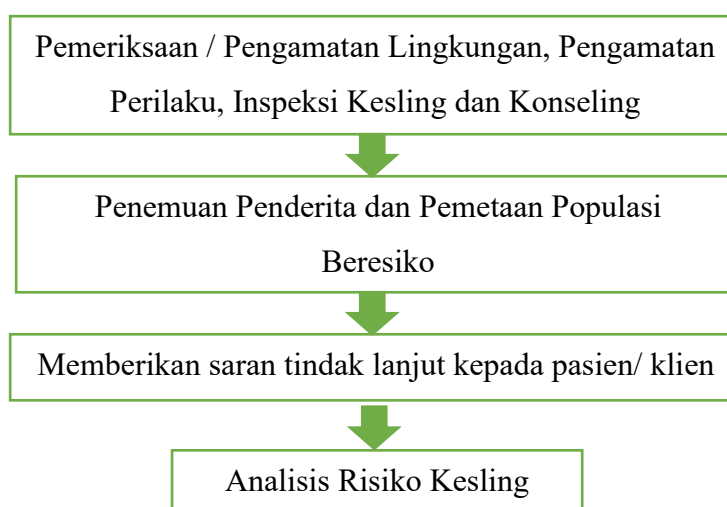 Pemeriksaan / Pengamatan Lingkungan, Pengamatan
Perilaku, Inspeksi Kesling dan Konseling
Penemuan Penderita dan Pemetaan Populasi
Beresiko
Memberikan saran tindak lanjut kepada pasien/ klien
Analisis Risiko Kesling